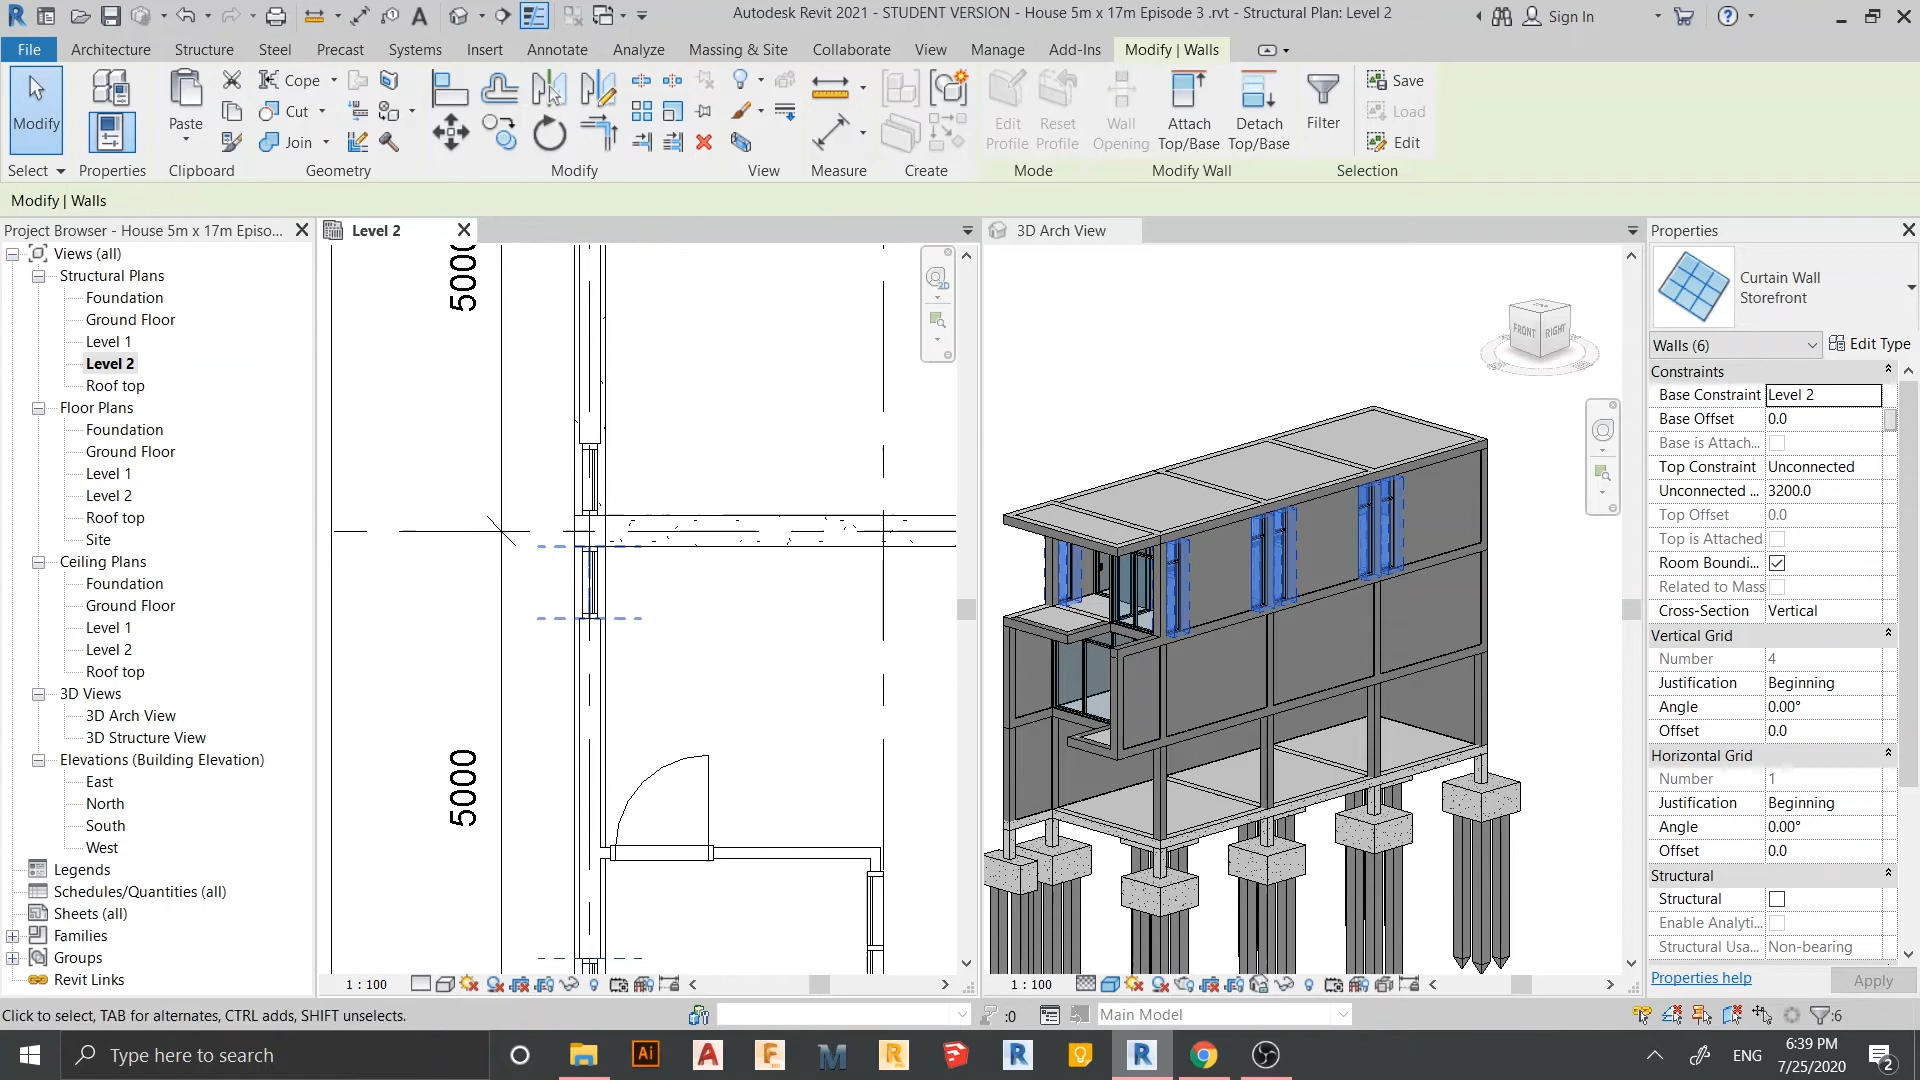 Autodesk Revit 2021 - STUDENT VERSION - House 5m x 17m Episode 3 .rvt - Structural Plan: Level 2
Sign In
File Architecture Structure Steel Precast Systems Insert Annotate Analyze Massing & Site Collaborate View Manage Add-Ins Modify | Walls
Modify
Paste
Cope
Cut
Join
Edit Profile
Reset Profile
Wall Opening
Attach Top/Base
Detach Top/Base
Filter
Save
Load
Edit
Select Properties Clipboard Geometry Modify View Measure Create Mode Modify Wall Selection
Modify | Walls
Project Browser - House 5m x 17m Episo...
Views (all)
Structural Plans
Foundation
Ground Floor
Level 1
Level 2
Roof top
Floor Plans
Foundation
Ground Floor
Level 1
Level 2
Roof top
Site
Ceiling Plans
Foundation
Ground Floor
Level 1
Level 2
Roof top
3D Views
3D Arch View
3D Structure View
Elevations (Building Elevation)
East
North
South
West
Legends
Schedules/Quantities (all)
Sheets (all)
Families
Groups
Revit Links
Level 2
5000
5000
2D
1 : 100
3D Arch View
FRONT
RIGHT
1 : 100
Properties
Curtain Wall
Storefront
Walls (6)
Edit Type
Constraints
Base Constraint Level 2
Base Offset 0.0
Base is Attach...
Top Constraint Unconnected
Unconnected ... 3200.0
Top Offset 0.0
Top is Attached
Room Boundi...
Related to Mass
Cross-Section Vertical
Vertical Grid
Number 4
Justification Beginning
Angle 0.00°
Offset 0.0
Horizontal Grid
Number 1
Justification Beginning
Angle 0.00°
Offset 0.0
Structural
Structural
Enable Analyti...
Structural Usa... Non-bearing
Properties help
Apply
Click to select, TAB for alternates, CTRL adds, SHIFT unselects.
:0
Main Model
:6
Type here to search
ENG
6:39 PM
7/25/2020
2